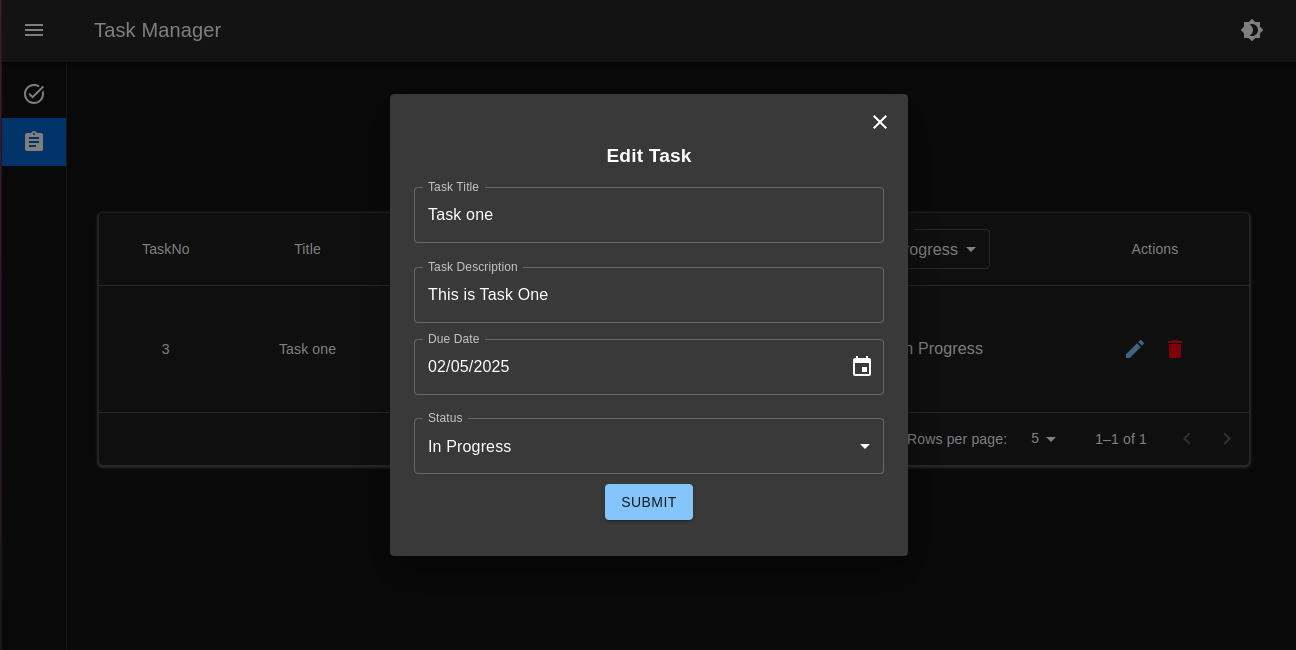 Task Manager
Edit Task
Task Title
Task one
Task Description
This is Task One
Due Date
02/05/2025
Status
In Progress
SUBMIT
TaskNo
Title
Actions
3
Task one
Progress
Rows per page:
5
1–1 of 1